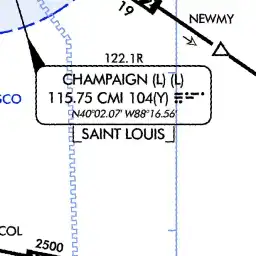 19
2
NEWMY
122.1R
CHAMPAIGN (L) (L)
115.75 CMI 104(Y)
N40°02.07' W88°16.56'
SAINT LOUIS
SCO
COL
2500